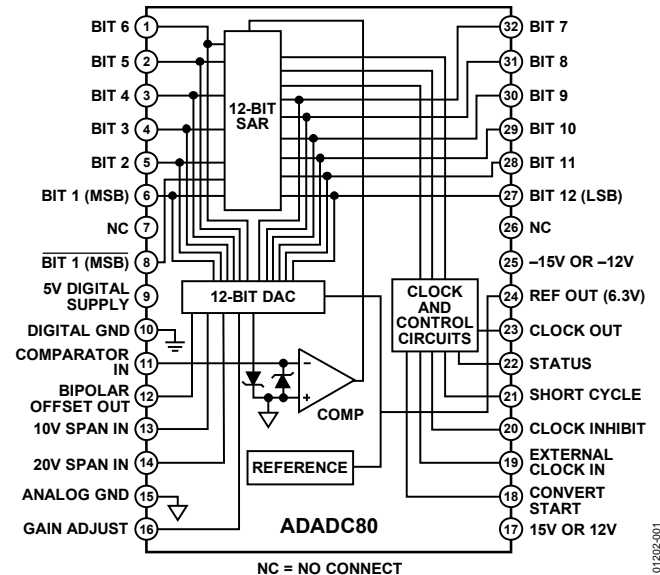 BIT 6 1
BIT 5 2
BIT 4 3
BIT 3 4
BIT 2 5
BIT 1 (MSB) 6
NC 7
BIT 1 (MSB) 8
5V DIGITAL
SUPPLY 9
DIGITAL GND 10
COMPARATOR
IN 11
BIPOLAR
OFFSET OUT 12
10V SPAN IN 13
20V SPAN IN 14
ANALOG GND 15
GAIN ADJUST 16
12-BIT
SAR
12-BIT DAC
CLOCK
AND
CONTROL
CIRCUITS
–
+
COMP
REFERENCE
ADADC80
32 BIT 7
31 BIT 8
30 BIT 9
29 BIT 10
28 BIT 11
27 BIT 12 (LSB)
26 NC
25 –15V OR –12V
24 REF OUT (6.3V)
23 CLOCK OUT
22 STATUS
21 SHORT CYCLE
20 CLOCK INHIBIT
19 EXTERNAL
CLOCK IN
18 CONVERT
START
17 15V OR 12V
NC = NO CONNECT
01202-001